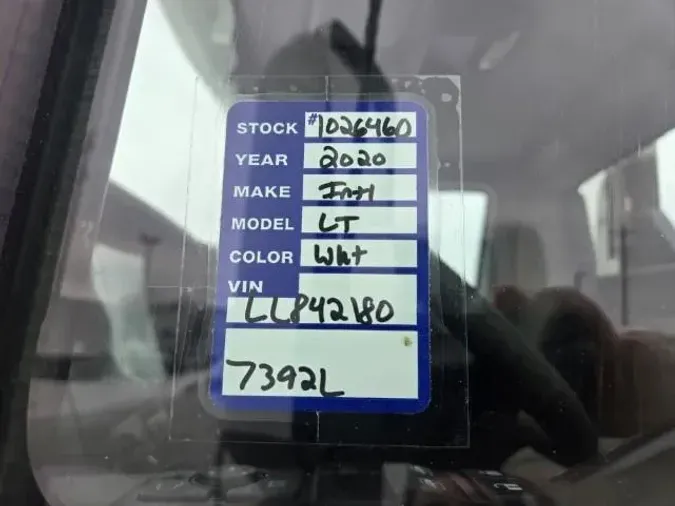 STOCK #1026460
YEAR 2020
MAKE Intl
MODEL LT
COLOR Wht
VIN
LL842180
7392L